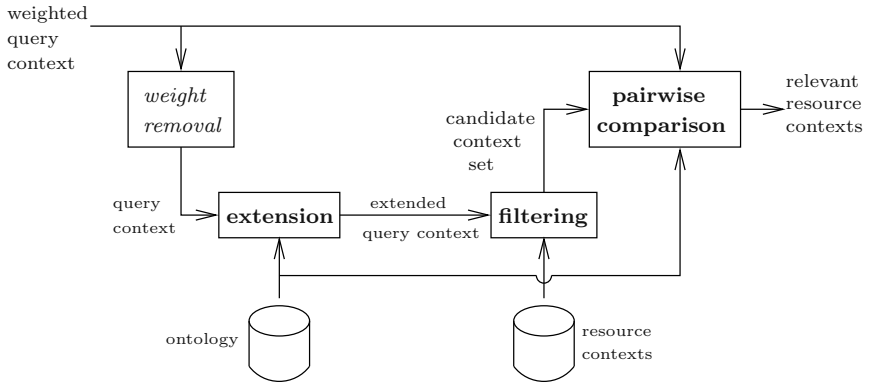 weighted
query
context
weight
removal
pairwise
comparison
relevant
resource
contexts
candidate
context
set
query
context
extension
extended
query context
filtering
ontology
resource
contexts